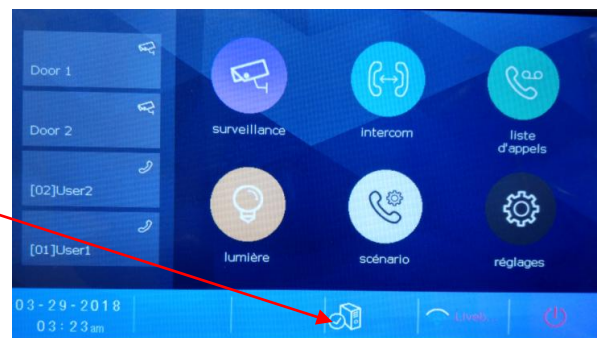 Door 1
Door 2
[02]User2
[01]User1
surveillance
intercom
liste
d'appels
lumière
scénario
réglages
03-29-2018
03:23am
Liveb...